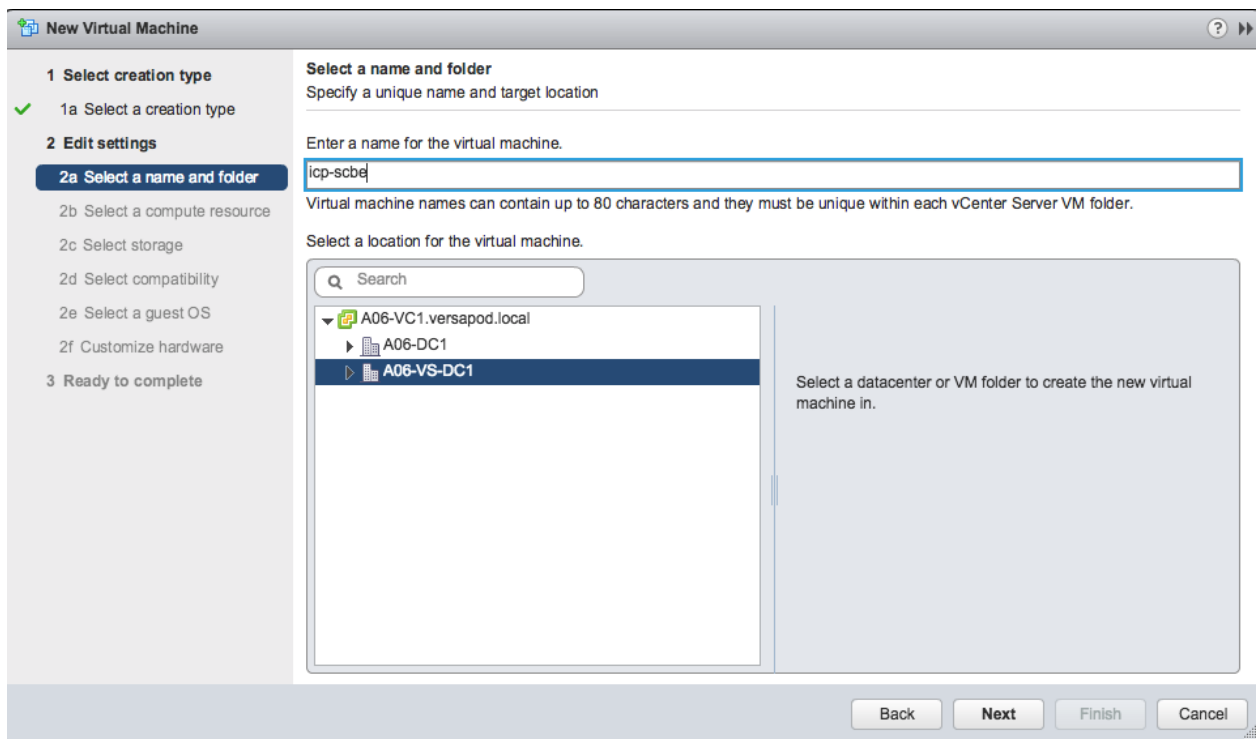 New Virtual Machine
1 Select creation type
1a Select a creation type
2 Edit settings
2a Select a name and folder
2b Select a compute resource
2c Select storage
2d Select compatibility
2e Select a guest OS
2f Customize hardware
3 Ready to complete
Select a name and folder
Specify a unique name and target location
Enter a name for the virtual machine.
icp-scbe
Virtual machine names can contain up to 80 characters and they must be unique within each vCenter Server VM folder.
Select a location for the virtual machine.
Search
A06-VC1.versapod.local
A06-DC1
A06-VS-DC1
Select a datacenter or VM folder to create the new virtual
machine in.
Back Next Finish Cancel